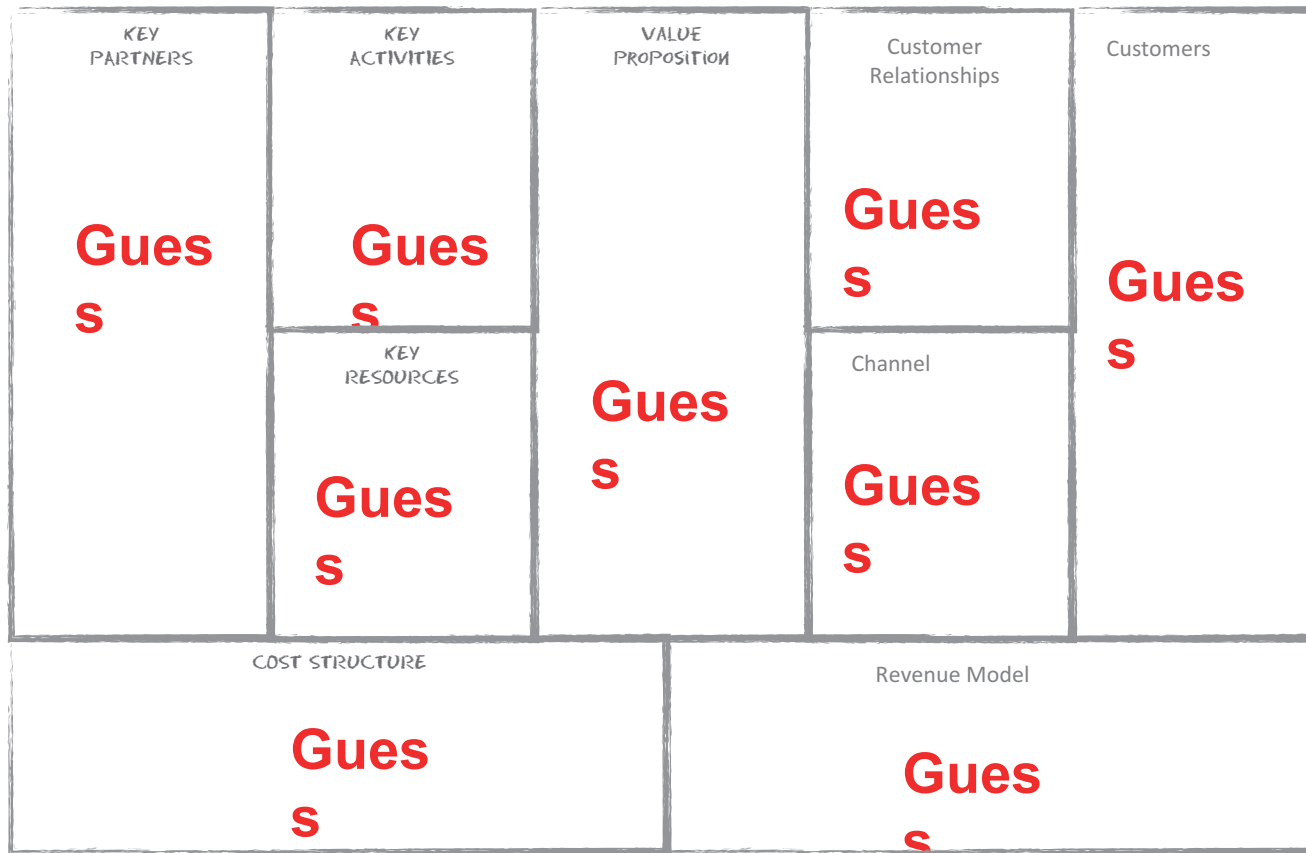 KEY
PARTNERS
Gues
s
KEY
ACTIVITIES
Gues
s
KEY
RESOURCES
Gues
s
VALUE
PROPOSITION
Gues
s
Customer
Relationships
Gues
s
Channel
Gues
s
Customers
Gues
s
COST STRUCTURE
Gues
s
Revenue Model
Gues
s